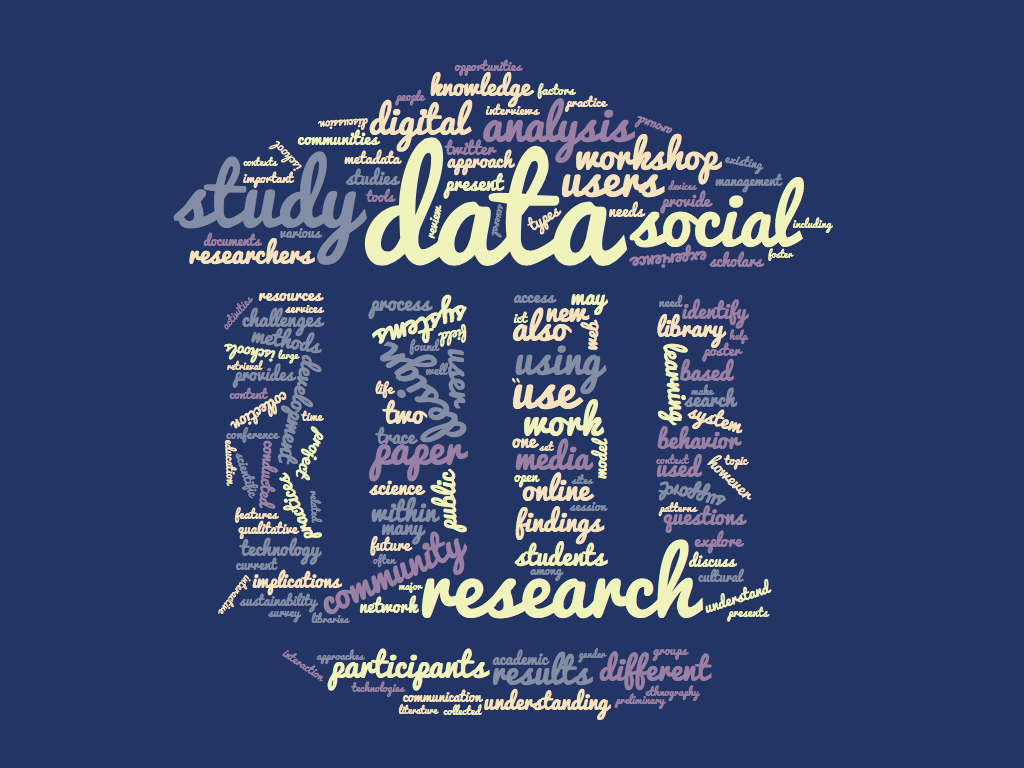 opportunities
knowledge
factors
people
interviews
practice
discussion
digital
analysis
around
communities
twitter
ischool
contexts
metadata
approach
workshop
existing
important
studies
present
users
devices
management
study
tools
data
review
general
types
needs
provide
social
including
various
documents
researchers
experience
scholars
foster
resources
services
activities
challenges
methods
ischools
large
retrieval
provides
development
content
collection
time
conference
project
education
scientific
conducted
practices
related
features
qualitative
technology
current
implications
interactive
sustainability
survey
libraries
process
systems
field
found
well
user
design
life
two
trace
paper
science
public
within
many
future
often
community
major
network
access
may
ict
new
also
gem
using
“
use
work
one
set
model
media
open
sites
online
session
findings
students
among
research
need
identify
library
help
poster
learning
based
make
search
system
behavior
context
used
topic
however
support
patterns
questions
explore
discuss
cultural
understand
presents
interaction
approaches
participants
academic
gender
results
groups
different
technologies
communication
ethnography
literature
collected
understanding
preliminary